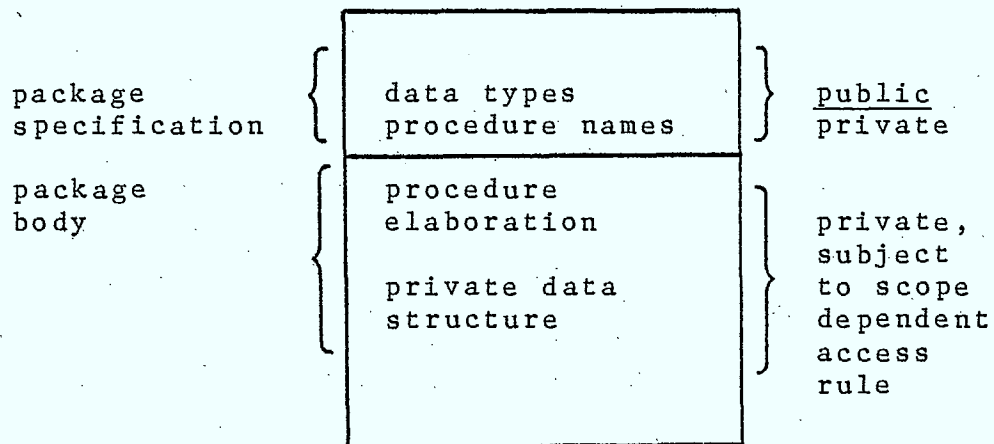 package
specification
data types
procedure names
public
private
package
body
procedure
elaboration
private data
structure
private,
subject
to scope
dependent
access
rule